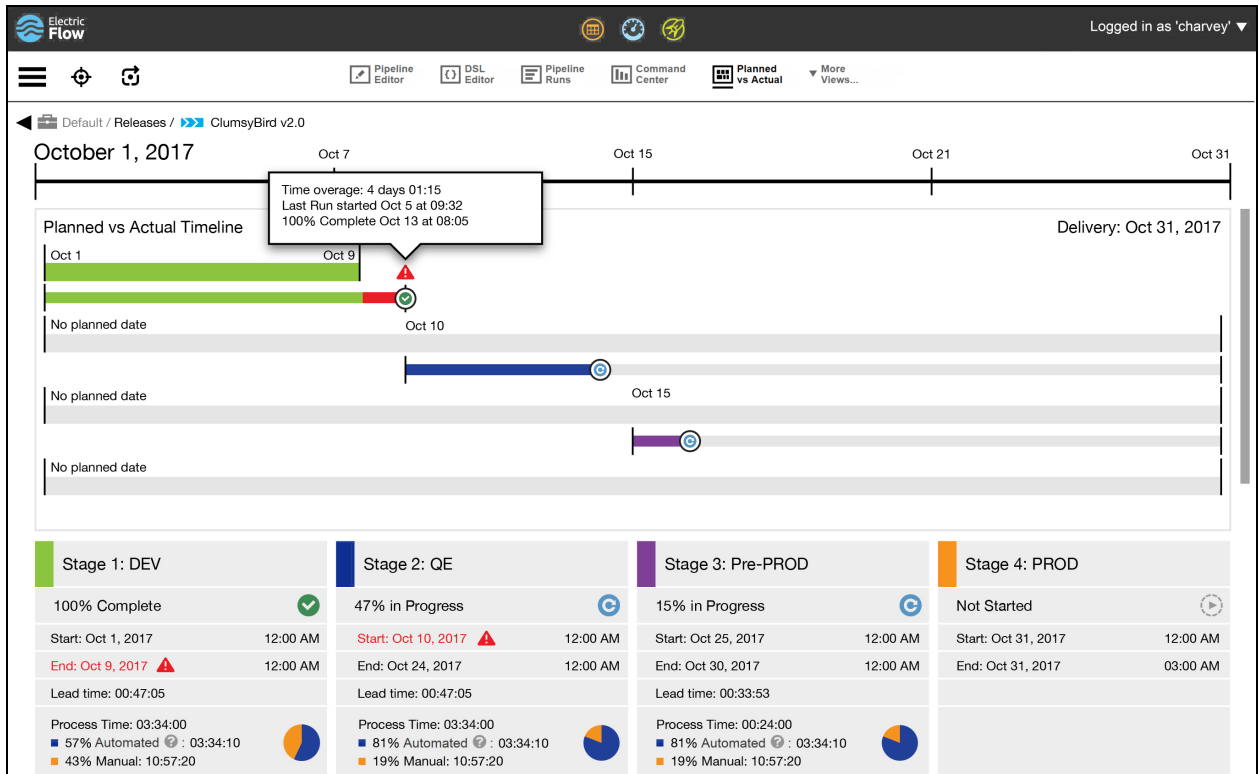 Electric
Flow
Logged in as 'charvey'
Pipeline
Editor
DSL
Editor
Pipeline
Runs
Command
Center
Planned
vs Actual
More
Views...
Default / Releases / ClumsyBird v2.0
October 1, 2017
Oct 7
Oct 15
Oct 21
Oct 31
Time overage: 4 days 01:15
Last Run started Oct 5 at 09:32
100% Complete Oct 13 at 08:05
Planned vs Actual Timeline
Delivery: Oct 31, 2017
Oct 1
Oct 9
No planned date
Oct 10
No planned date
Oct 15
No planned date
Stage 1: DEV
100% Complete
Start: Oct 1, 2017 12:00 AM
End: Oct 9, 2017 12:00 AM
Lead time: 00:47:05
Process Time: 03:34:00
57% Automated ? : 03:34:10
43% Manual: 10:57:20
Stage 2: QE
47% in Progress
Start: Oct 10, 2017 12:00 AM
End: Oct 24, 2017 12:00 AM
Lead time: 00:47:05
Process Time: 03:34:00
81% Automated ? : 03:34:10
19% Manual: 10:57:20
Stage 3: Pre-PROD
15% in Progress
Start: Oct 25, 2017 12:00 AM
End: Oct 30, 2017 12:00 AM
Lead time: 00:33:53
Process Time: 00:24:00
81% Automated ? : 03:34:10
19% Manual: 10:57:20
Stage 4: PROD
Not Started
Start: Oct 31, 2017 12:00 AM
End: Oct 31, 2017 03:00 AM